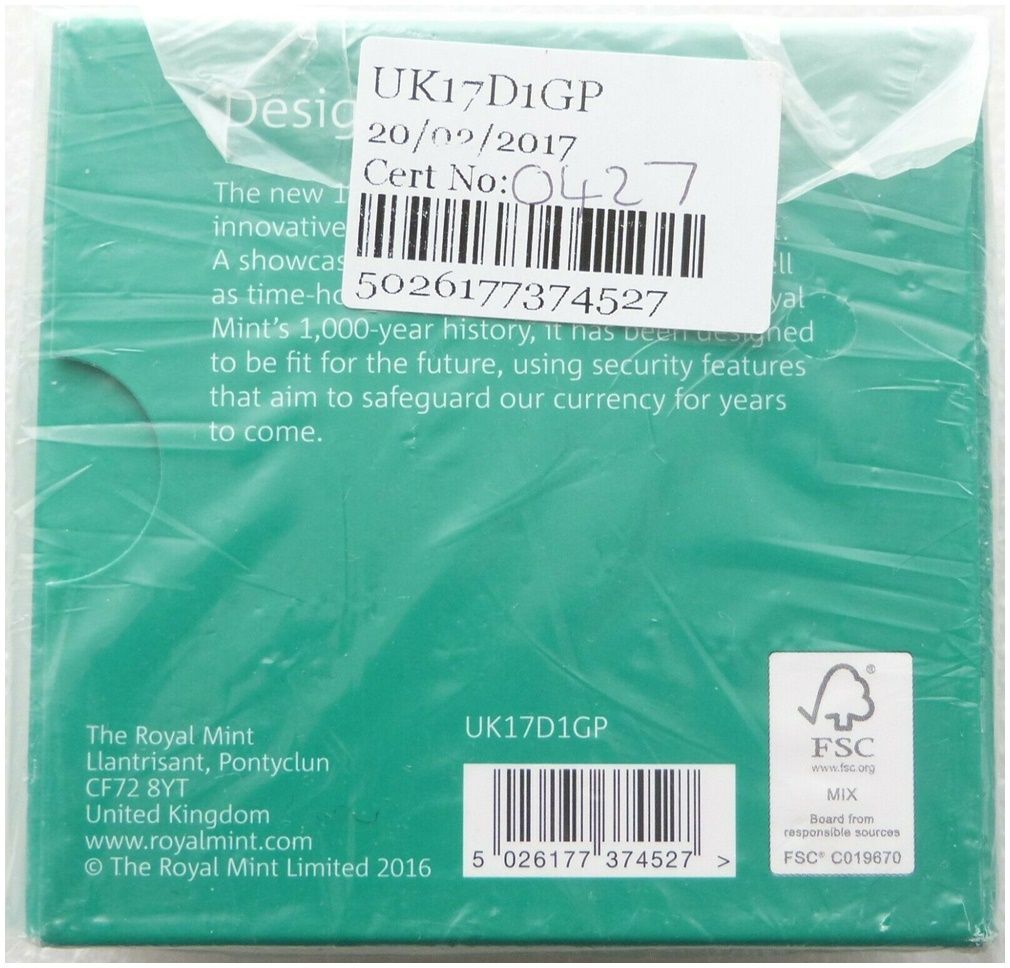 UK17D1GP
20/02/2017
Cert No: 0427
5026177374527
Desig
The new 1
innovative
A showcas ell
as time-ho yal
Mint's 1,000-year history, it has been designed
to be fit for the future, using security features
that aim to safeguard our currency for years
to come.
The Royal Mint
Llantrisant, Pontyclun
CF72 8YT
United Kingdom
www.royalmint.com
© The Royal Mint Limited 2016
UK17D1GP
5 026177 374527 >
®
FSC
www.fsc.org
MIX
Board from
responsible sources
FSC® C019670